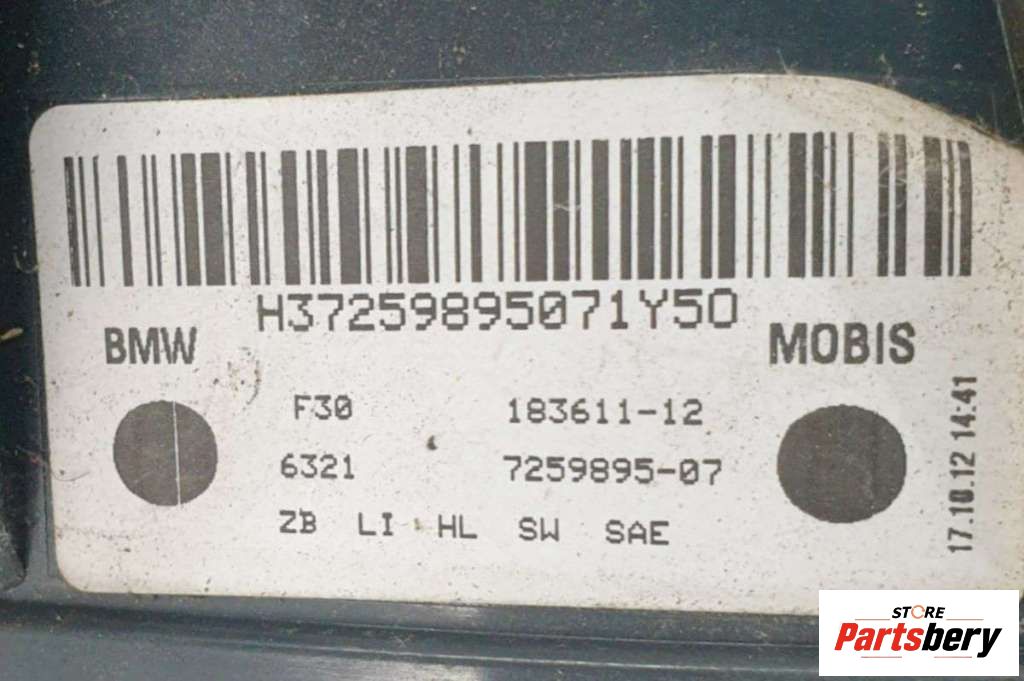 H37259895071Y50
BMW
MOBIS
F30 183611-12
6321 7259895-07
ZB LI HL SW SAE
17.10.12 14:41
STORE
Partsbery